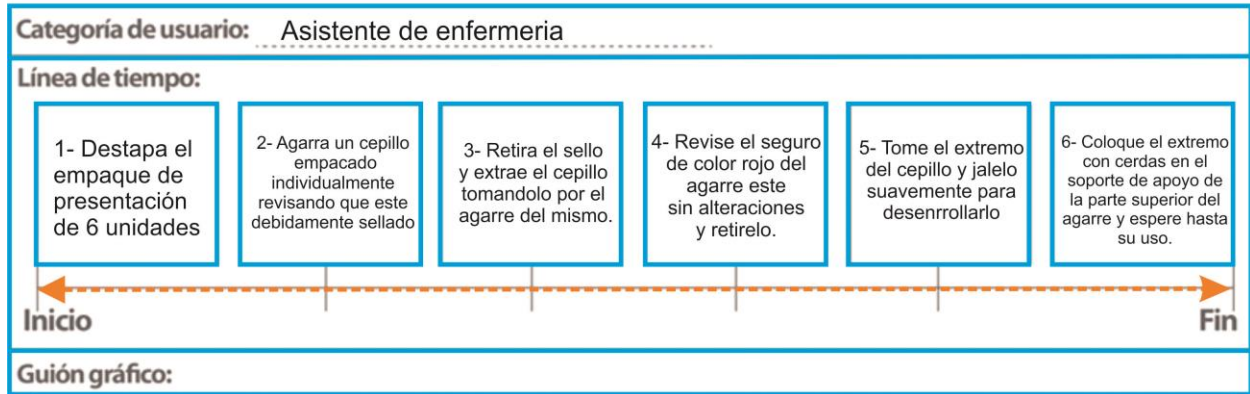 Categoría de usuario: Asistente de enfermeria
Línea de tiempo:
1- Destapa el
empaque de
presentación
de 6 unidades
2- Agarra un cepillo
empacado
individualmente
revisando que este
debidamente sellado
3- Retira el sello
y extrae el cepillo
tomandolo por el
agarre del mismo.
4- Revise el seguro
de color rojo del
agarre este
sin alteraciones
y retirelo.
5- Tome el extremo
del cepillo y jalelo
suavemente para
desenrrollarlo
6- Coloque el extremo
con cerdas en el
soporte de apoyo de
la parte superior del
agarre y espere hasta
su uso.
Inicio
Fin
Guión gráfico: